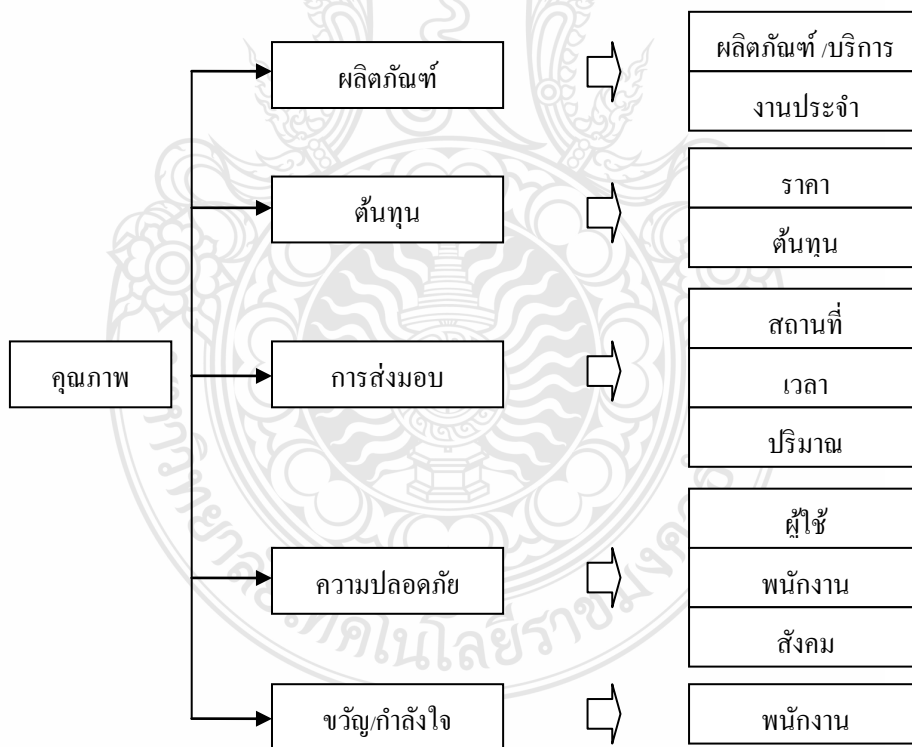 ผลิตภัณฑ์ /บริการ
ผลิตภัณฑ์
งานประจำ
ราคา
ต้นทุน
ต้นทุน
สถานที่
คุณภาพ
การส่งมอบ
เวลา
ปริมาณ
ผู้ใช้
ความปลอดภัย
พนักงาน
สังคม
ขวัญ/กำลังใจ
พนักงาน